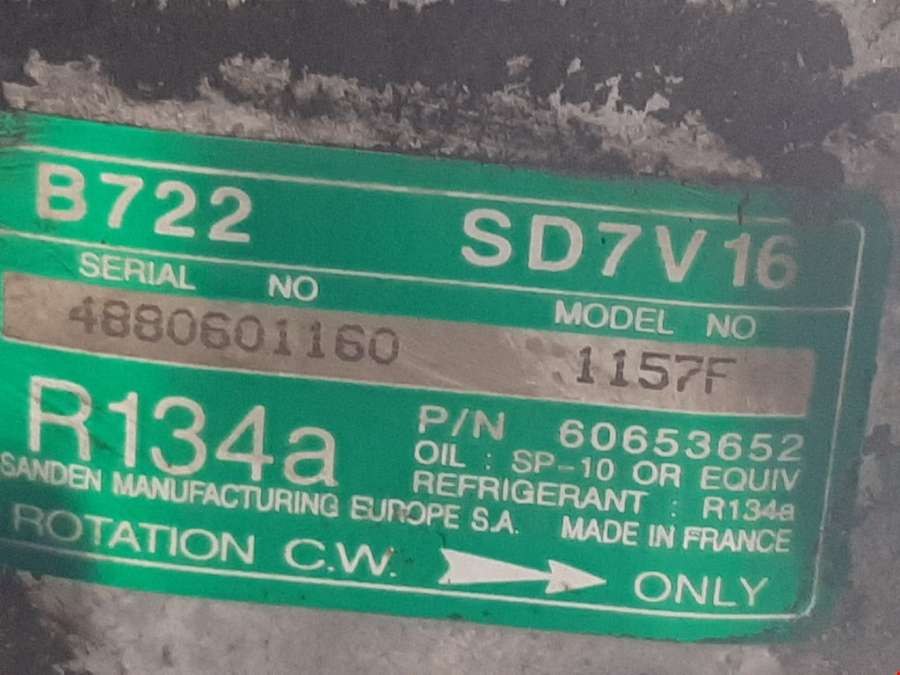 B722 SD7V16
SERIAL NO MODEL NO
4880601160 1157F
R134a
P/N 60653652
OIL : SP-10 OR EQUIV
REFRIGERANT : R134a
SANDEN MANUFACTURING EUROPE S.A. MADE IN FRANCE
ROTATION C.W. ONLY